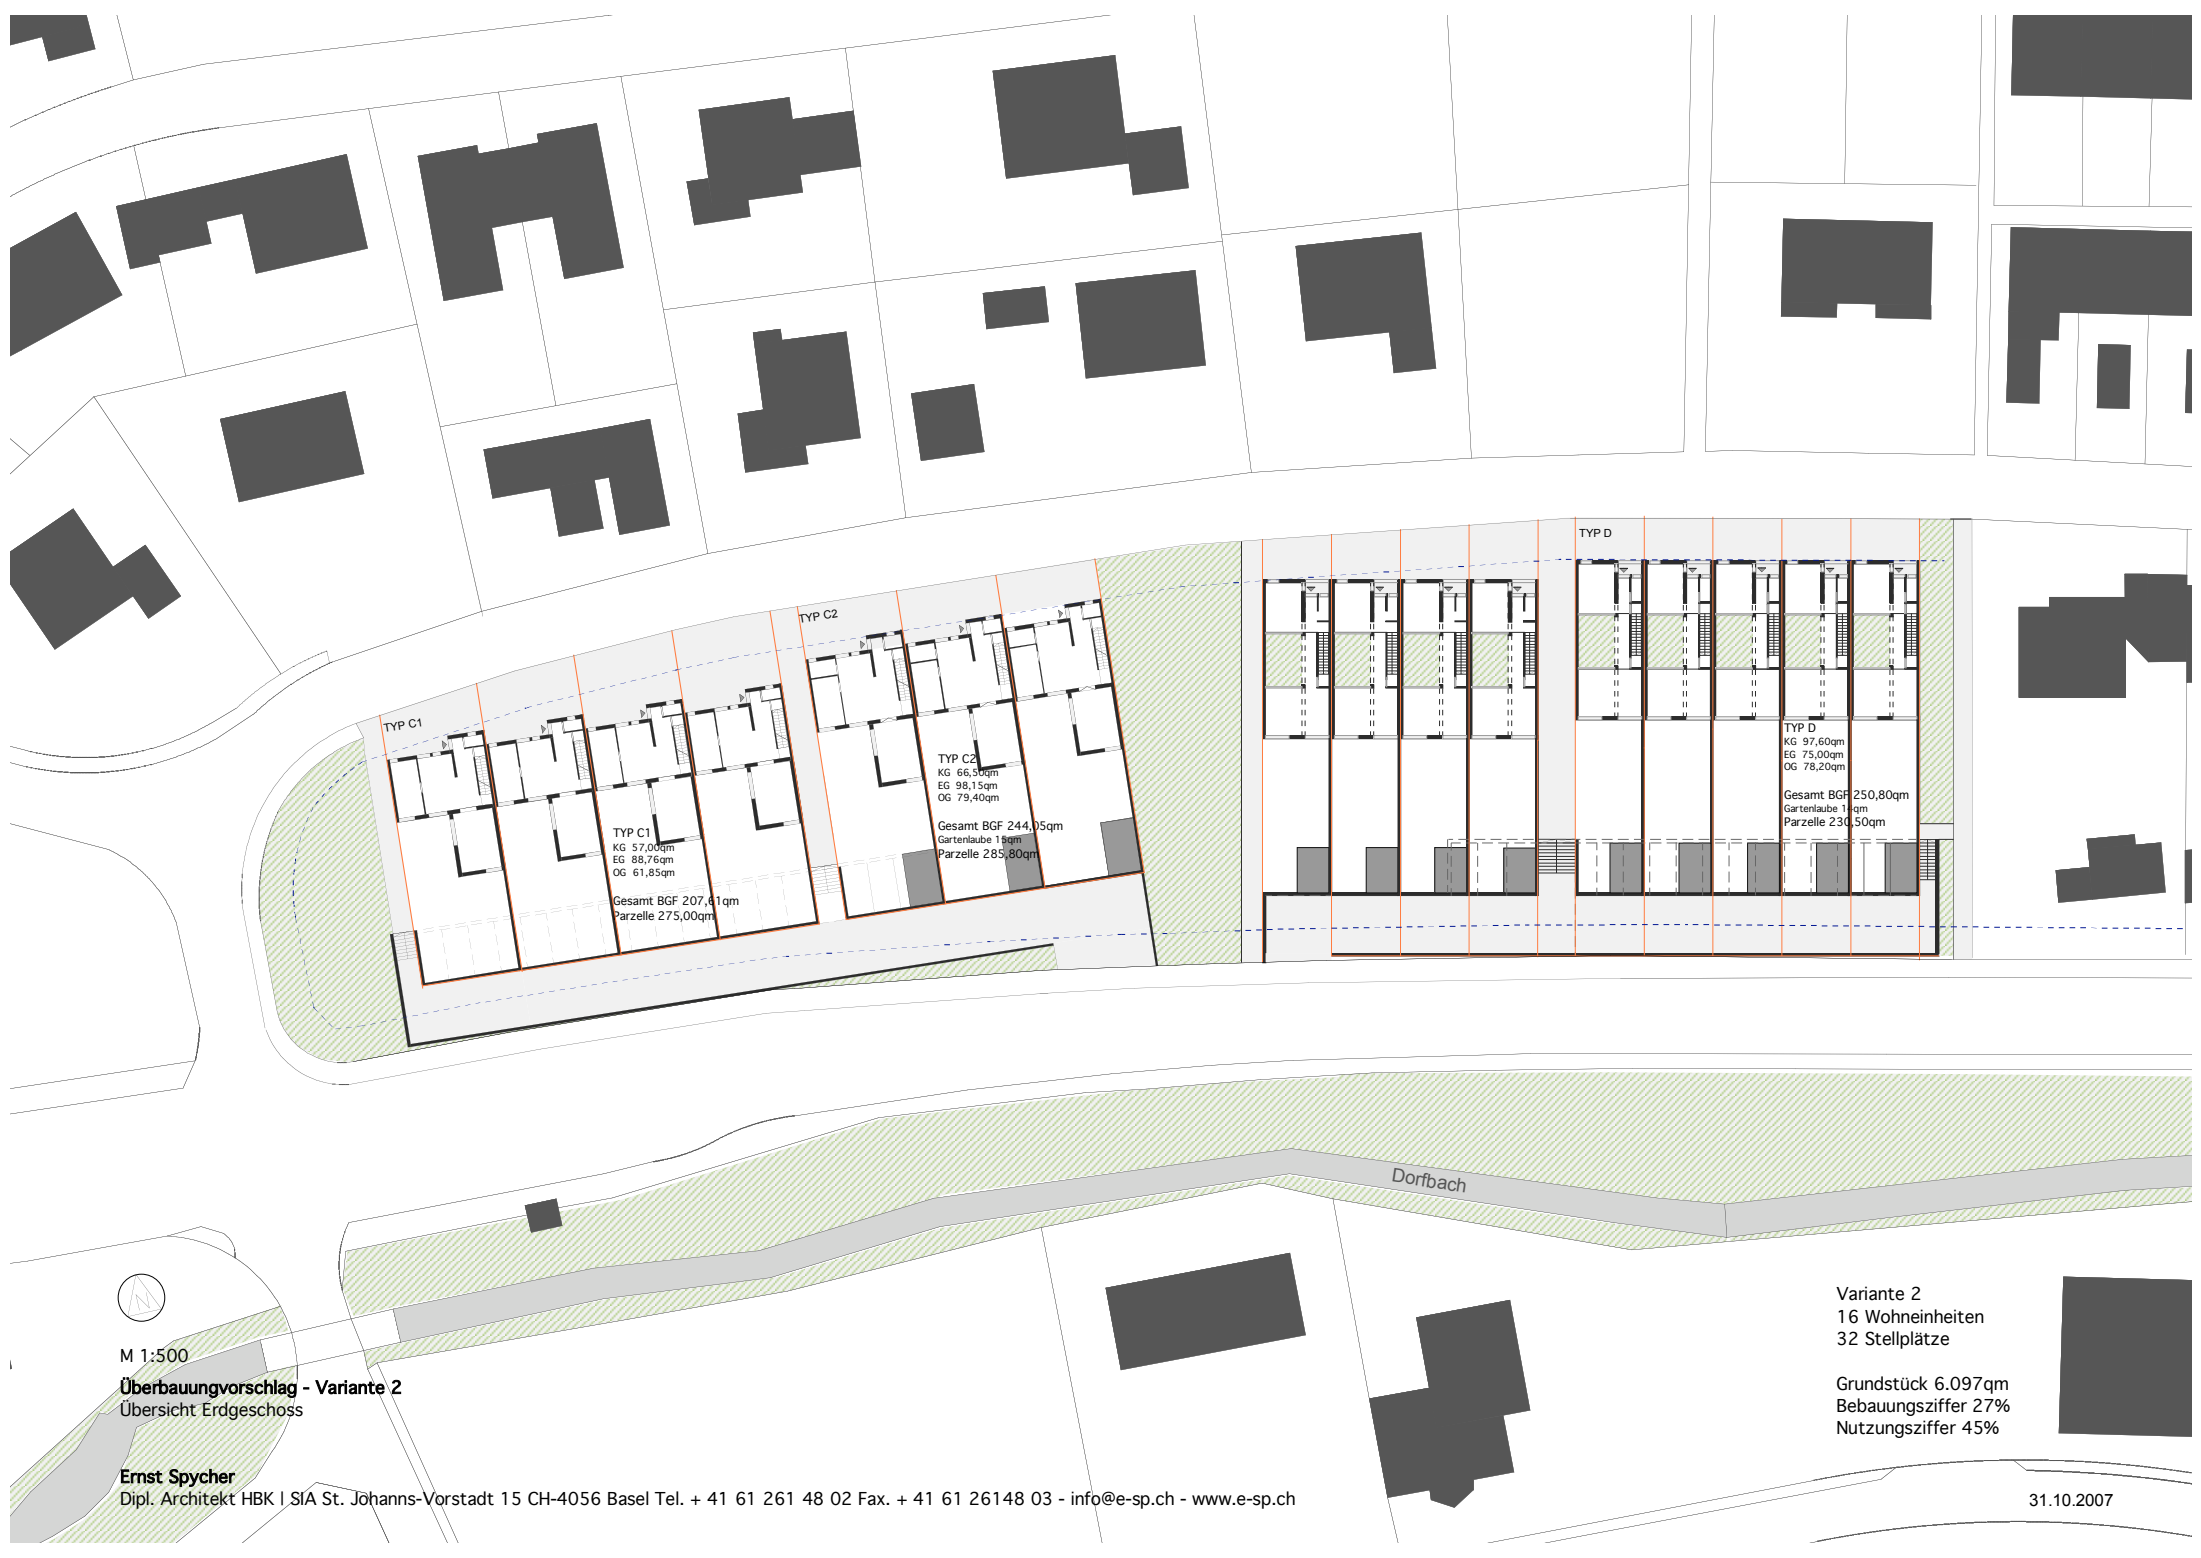 TYP D
TYP C2
TYP C1
TYP D
KG 97,60qm
EG 75,00qm
OG 78,20qm
Gesamt BGF 250,80qm
Gartenlaube 14qm
Parzelle 230,50qm
TYP C2
KG 66,50qm
EG 98,15qm
OG 79,40qm
Gesamt BGF 244,05qm
Gartenlaube 15qm
Parzelle 285,80qm
TYP C1
KG 57,00qm
EG 88,76qm
OG 61,85qm
Gesamt BGF 207,61qm
Parzelle 275,00qm
Dorfbach
N
Variante 2
16 Wohneinheiten
32 Stellplätze
Grundstück 6.097qm
Bebauungsziffer 27%
Nutzungsziffer 45%
M 1:500
Überbauungvorschlag - Variante 2
Übersicht Erdgeschoss
Ernst Spycher
Dipl. Architekt HBK | SIA St. Johanns-Vorstadt 15 CH-4056 Basel Tel. + 41 61 261 48 02 Fax. + 41 61 26148 03 - info@e-sp.ch - www.e-sp.ch
31.10.2007